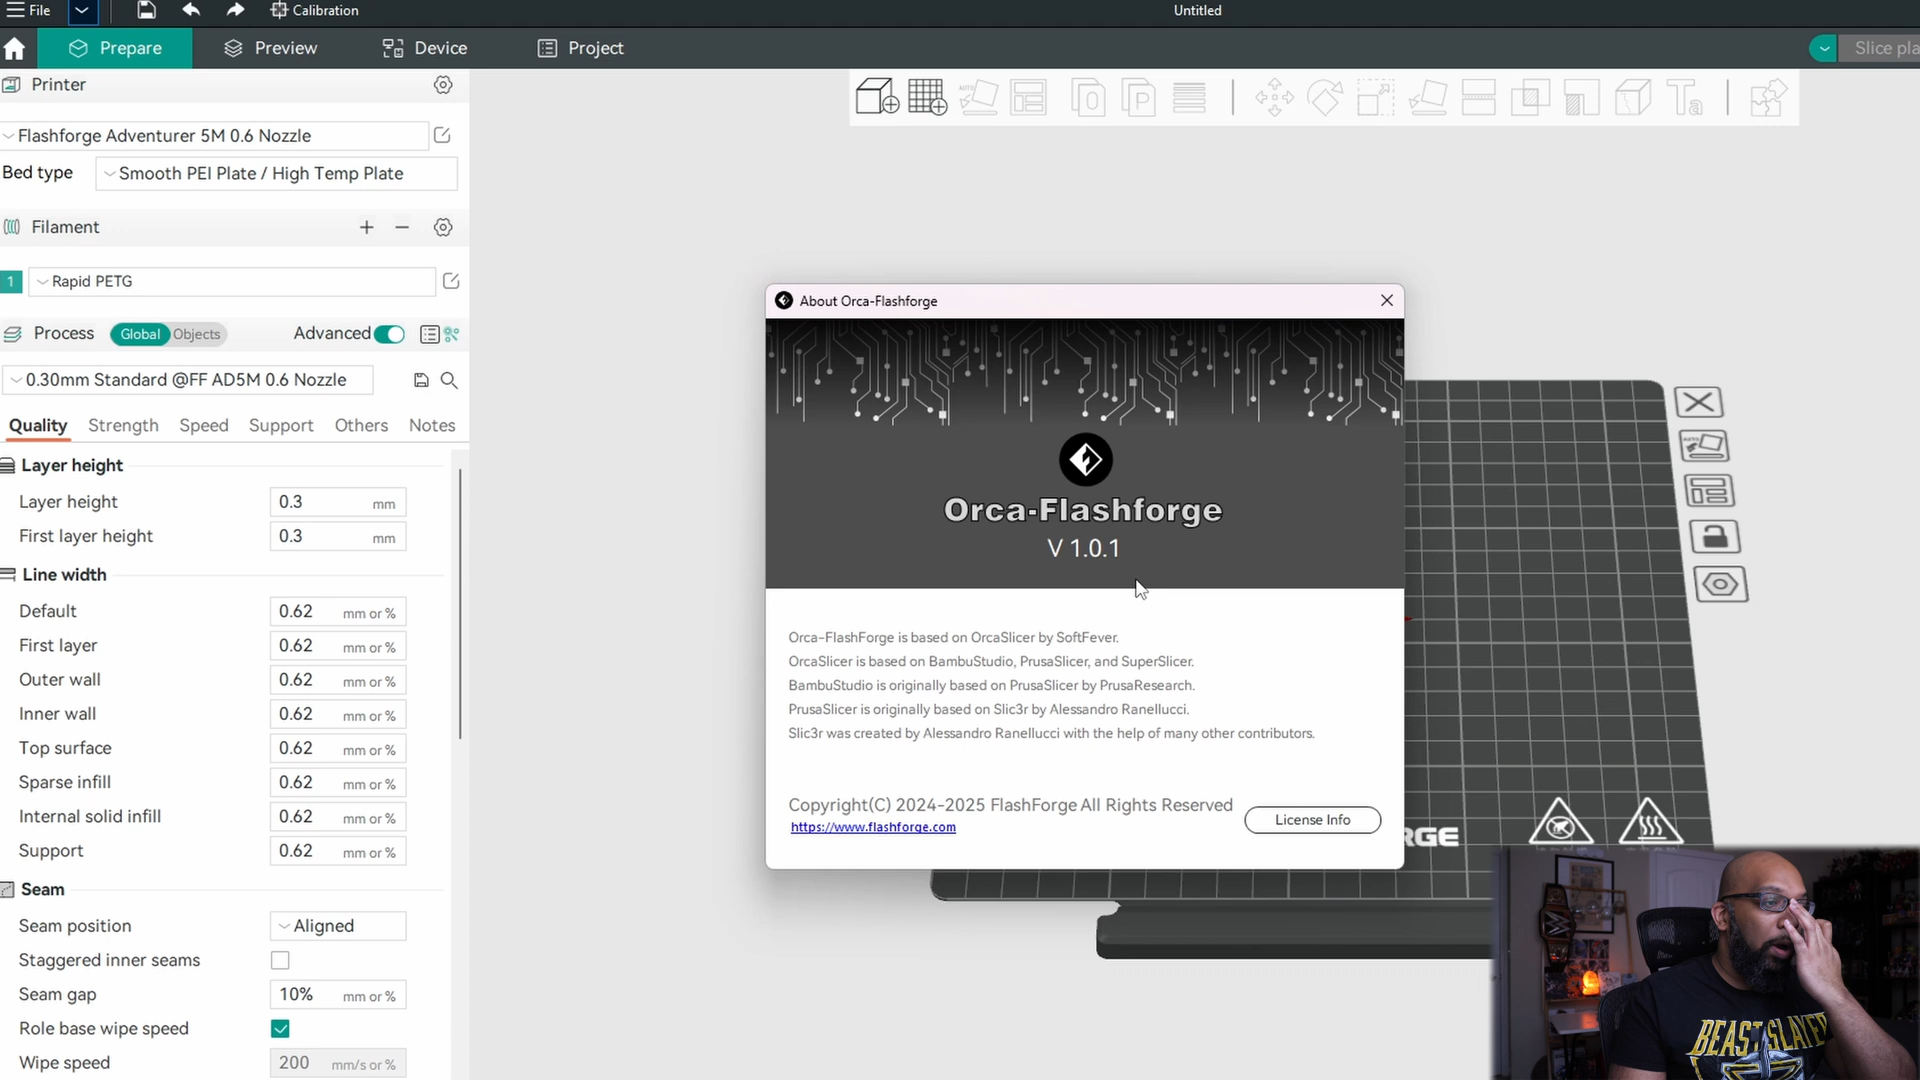 File
Calibration
Untitled
Prepare
Preview
Device
Project
Slice pla
Printer
Flashforge Adventurer 5M 0.6 Nozzle
Bed type
Smooth PEI Plate / High Temp Plate
Filament
1
Rapid PETG
Process
Global
Objects
Advanced
0.30mm Standard @FF AD5M 0.6 Nozzle
Quality
Strength
Speed
Support
Others
Notes
Layer height
Layer height 0.3 mm
First layer height 0.3 mm
Line width
Default 0.62 mm or %
First layer 0.62 mm or %
Outer wall 0.62 mm or %
Inner wall 0.62 mm or %
Top surface 0.62 mm or %
Sparse infill 0.62 mm or %
Internal solid infill 0.62 mm or %
Support 0.62 mm or %
Seam
Seam position Aligned
Staggered inner seams
Seam gap 10% mm or %
Role base wipe speed
Wipe speed 200 mm/s or %
AUTO
O
P
Ta
About Orca-Flashforge
Orca-Flashforge
V 1.0.1
Orca-FlashForge is based on OrcaSlicer by SoftFever.
OrcaSlicer is based on BambuStudio, PrusaSlicer, and SuperSlicer.
BambuStudio is originally based on PrusaSlicer by PrusaResearch.
PrusaSlicer is originally based on Slic3r by Alessandro Ranellucci.
Slic3r was created by Alessandro Ranellucci with the help of many other contributors.
Copyright(C) 2024-2025 FlashForge All Rights Reserved
https://www.flashforge.com
License Info
AUTO
RGE
BEAST SLAYER